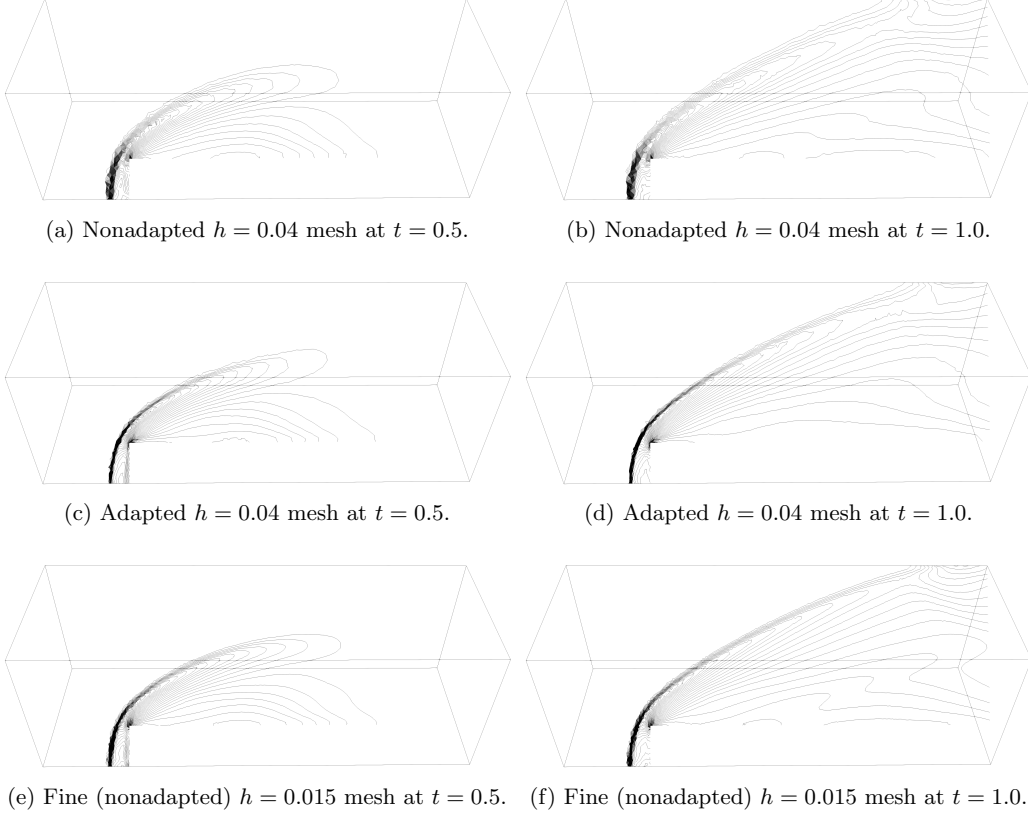 (a) Nonadapted h = 0.04 mesh at t = 0.5.
(b) Nonadapted h = 0.04 mesh at t = 1.0.
(c) Adapted h = 0.04 mesh at t = 0.5.
(d) Adapted h = 0.04 mesh at t = 1.0.
(e) Fine (nonadapted) h = 0.015 mesh at t = 0.5.
(f) Fine (nonadapted) h = 0.015 mesh at t = 1.0.